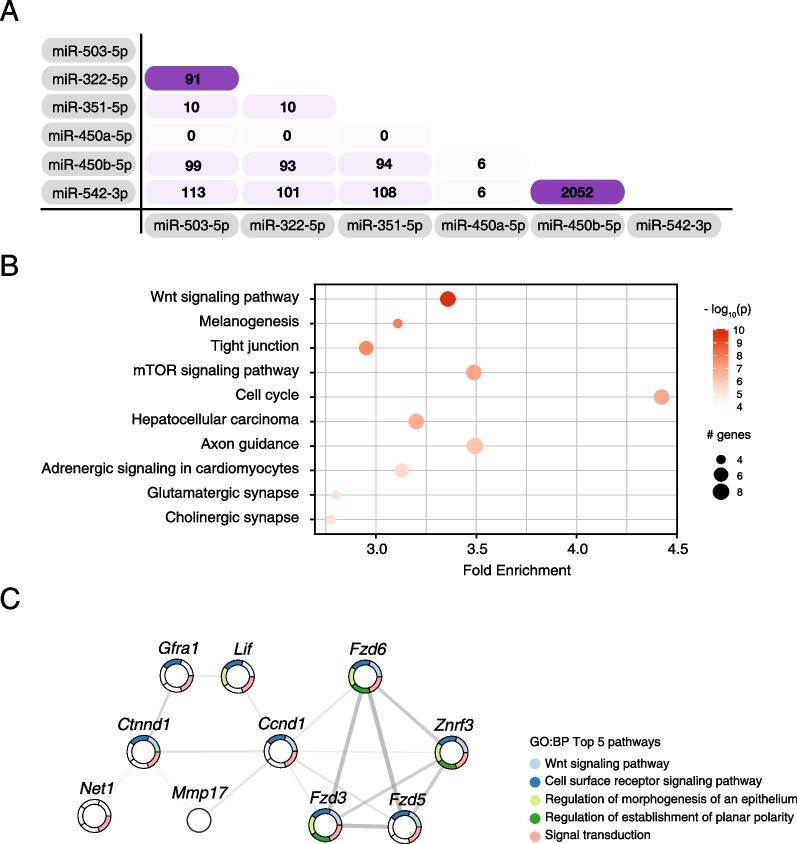 A
miR-503-5p
miR-322-5p 91
miR-351-5p 10 10
miR-450a-5p 0 0 0
miR-450b-5p 99 93 94 6
miR-542-3p 113 101 108 6 2052
miR-503-5p miR-322-5p miR-351-5p miR-450a-5p miR-450b-5p miR-542-3p
B
Wnt signaling pathway
Melanogenesis
Tight junction
mTOR signaling pathway
Cell cycle
Hepatocellular carcinoma
Axon guidance
Adrenergic signaling in cardiomyocytes
Glutamatergic synapse
Cholinergic synapse
3.0 3.5 4.0 4.5
Fold Enrichment
- log10(p)
10
9
8
7
6
5
4
# genes
4
6
8
C
Gfra1 Lif Fzd6
Ctnnd1 Ccnd1 Znrf3
Net1 Mmp17 Fzd3 Fzd5
GO:BP Top 5 pathways
Wnt signaling pathway
Cell surface receptor signaling pathway
Regulation of morphogenesis of an epithelium
Regulation of establishment of planar polarity
Signal transduction